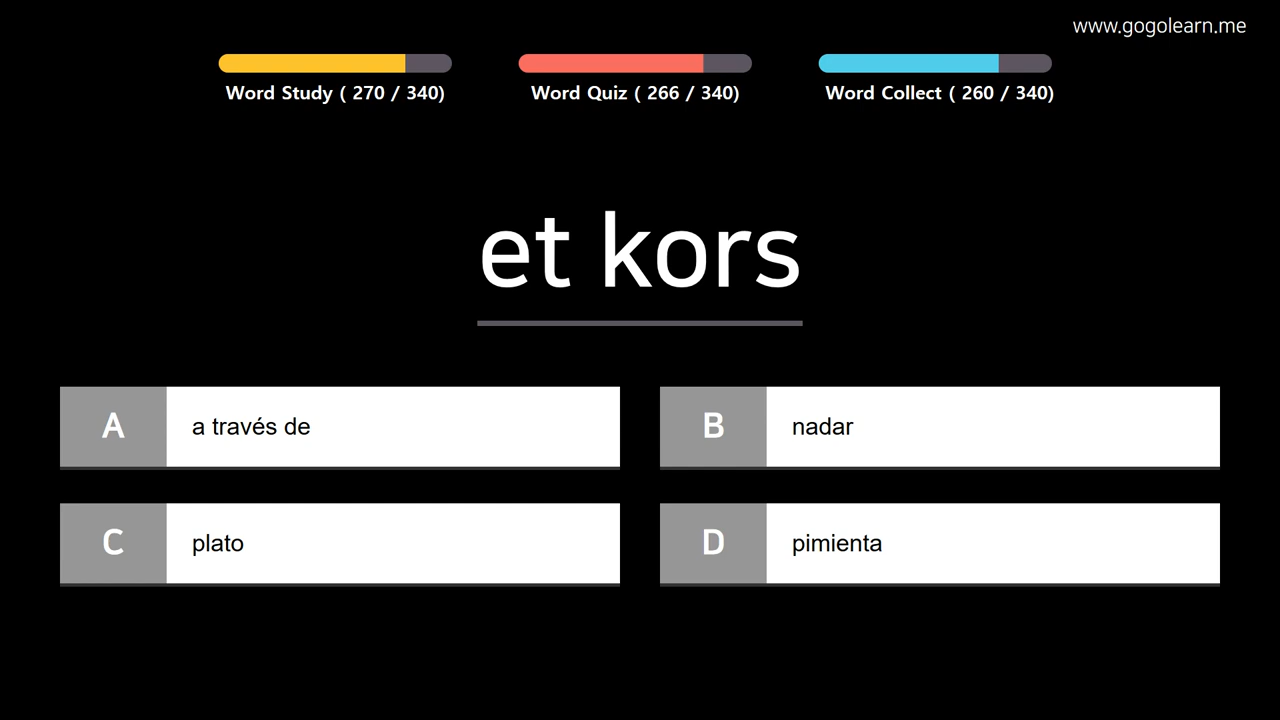 www.gogolearn.me
Word Study ( 270 / 340)
Word Quiz ( 266 / 340)
Word Collect ( 260 / 340)
et kors
A
a través de
B
nadar
C
plato
D
pimienta